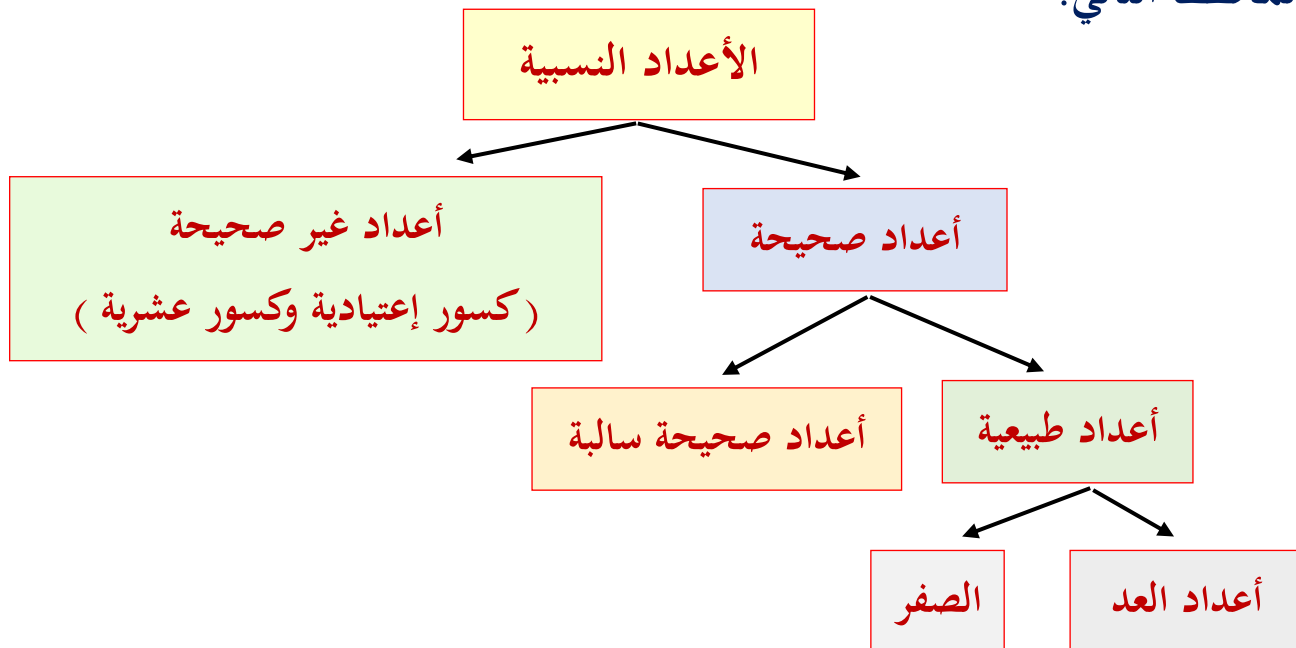 التالي:
الأعداد النسبية
أعداد صحيحة
أعداد غير صحيحة
( كسور إعتيادية وكسور عشرية )
أعداد طبيعية
أعداد صحيحة سالبة
أعداد العد
الصفر